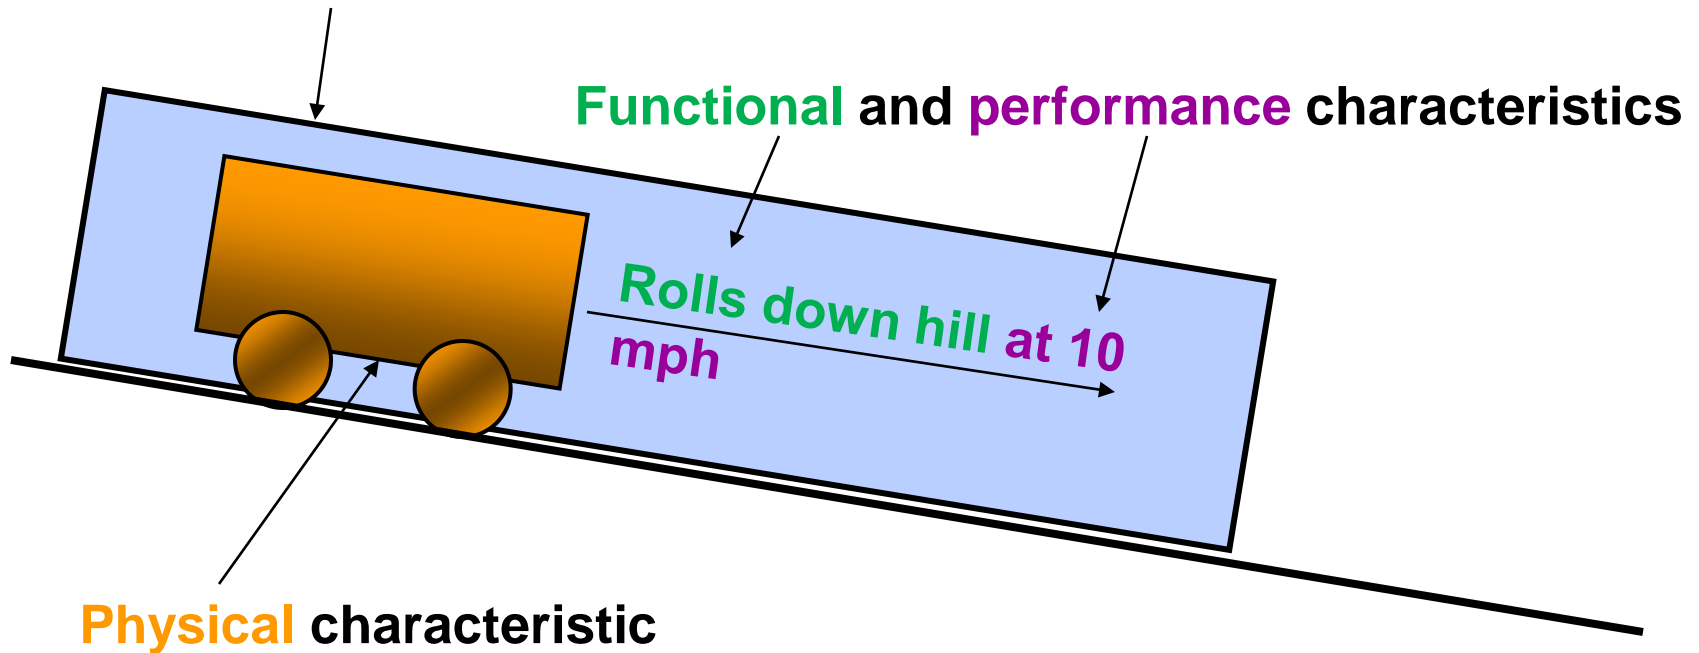 Functional and performance characteristics
Rolls down hill at 10
mph
Physical characteristic